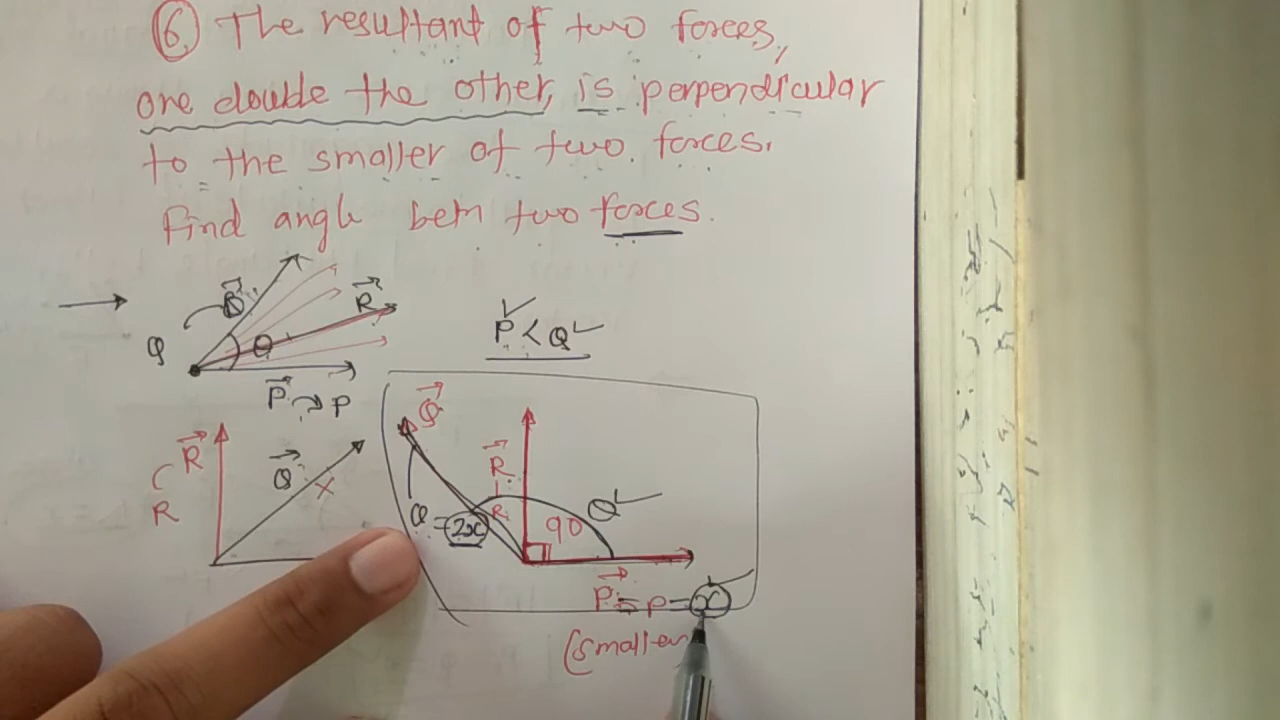 ⑥ The resultant of two forces,
one double the other, is perpendicular
to the smaller of two forces.
Find angle betn two forces.
Q θ R
P P
P < Q
R R Q
Q R R 90 θ
Q = 2x
P = P = x
(smaller